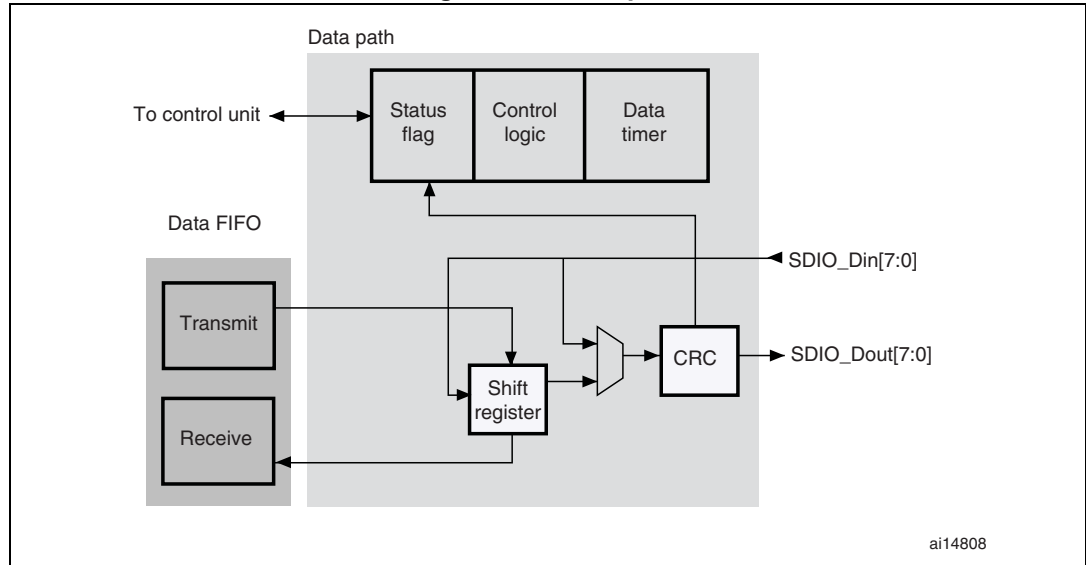 Data path
To control unit
Status
flag
Control
logic
Data
timer
Data FIFO
SDIO_Din[7:0]
Transmit
SDIO_Dout[7:0]
CRC
Shift
register
Receive
ai14808